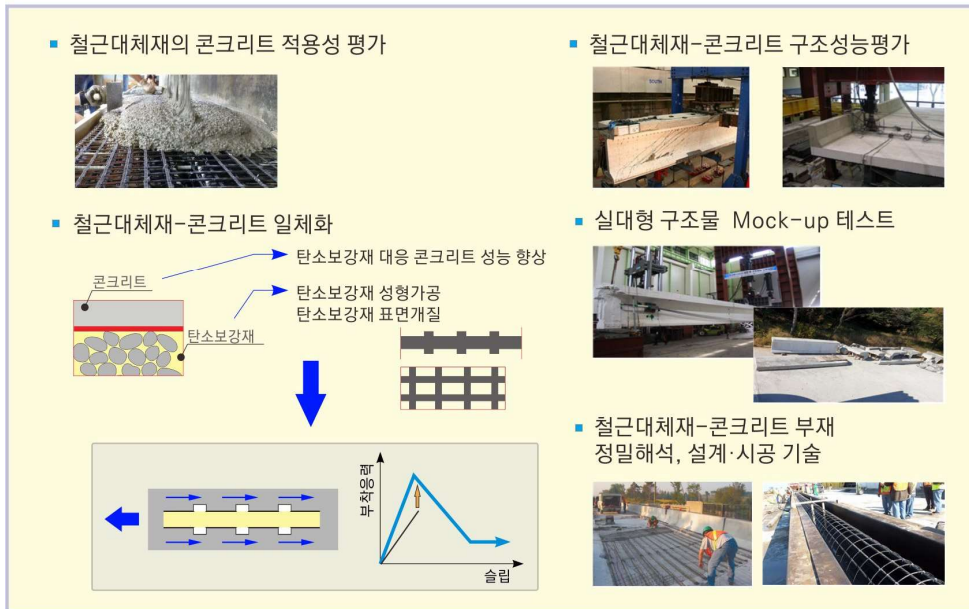 철근대체재의 콘크리트 적용성 평가
철근대체재-콘크리트 일체화
콘크리트
탄소보강재 대응 콘크리트 성능 향상
탄소보강재 성형가공
탄소보강재 표면개질
탄소보강재
부착응력
슬립
철근대체재-콘크리트 구조성능평가
실대형 구조물 Mock-up 테스트
철근대체재-콘크리트 부재
정밀해석, 설계·시공 기술